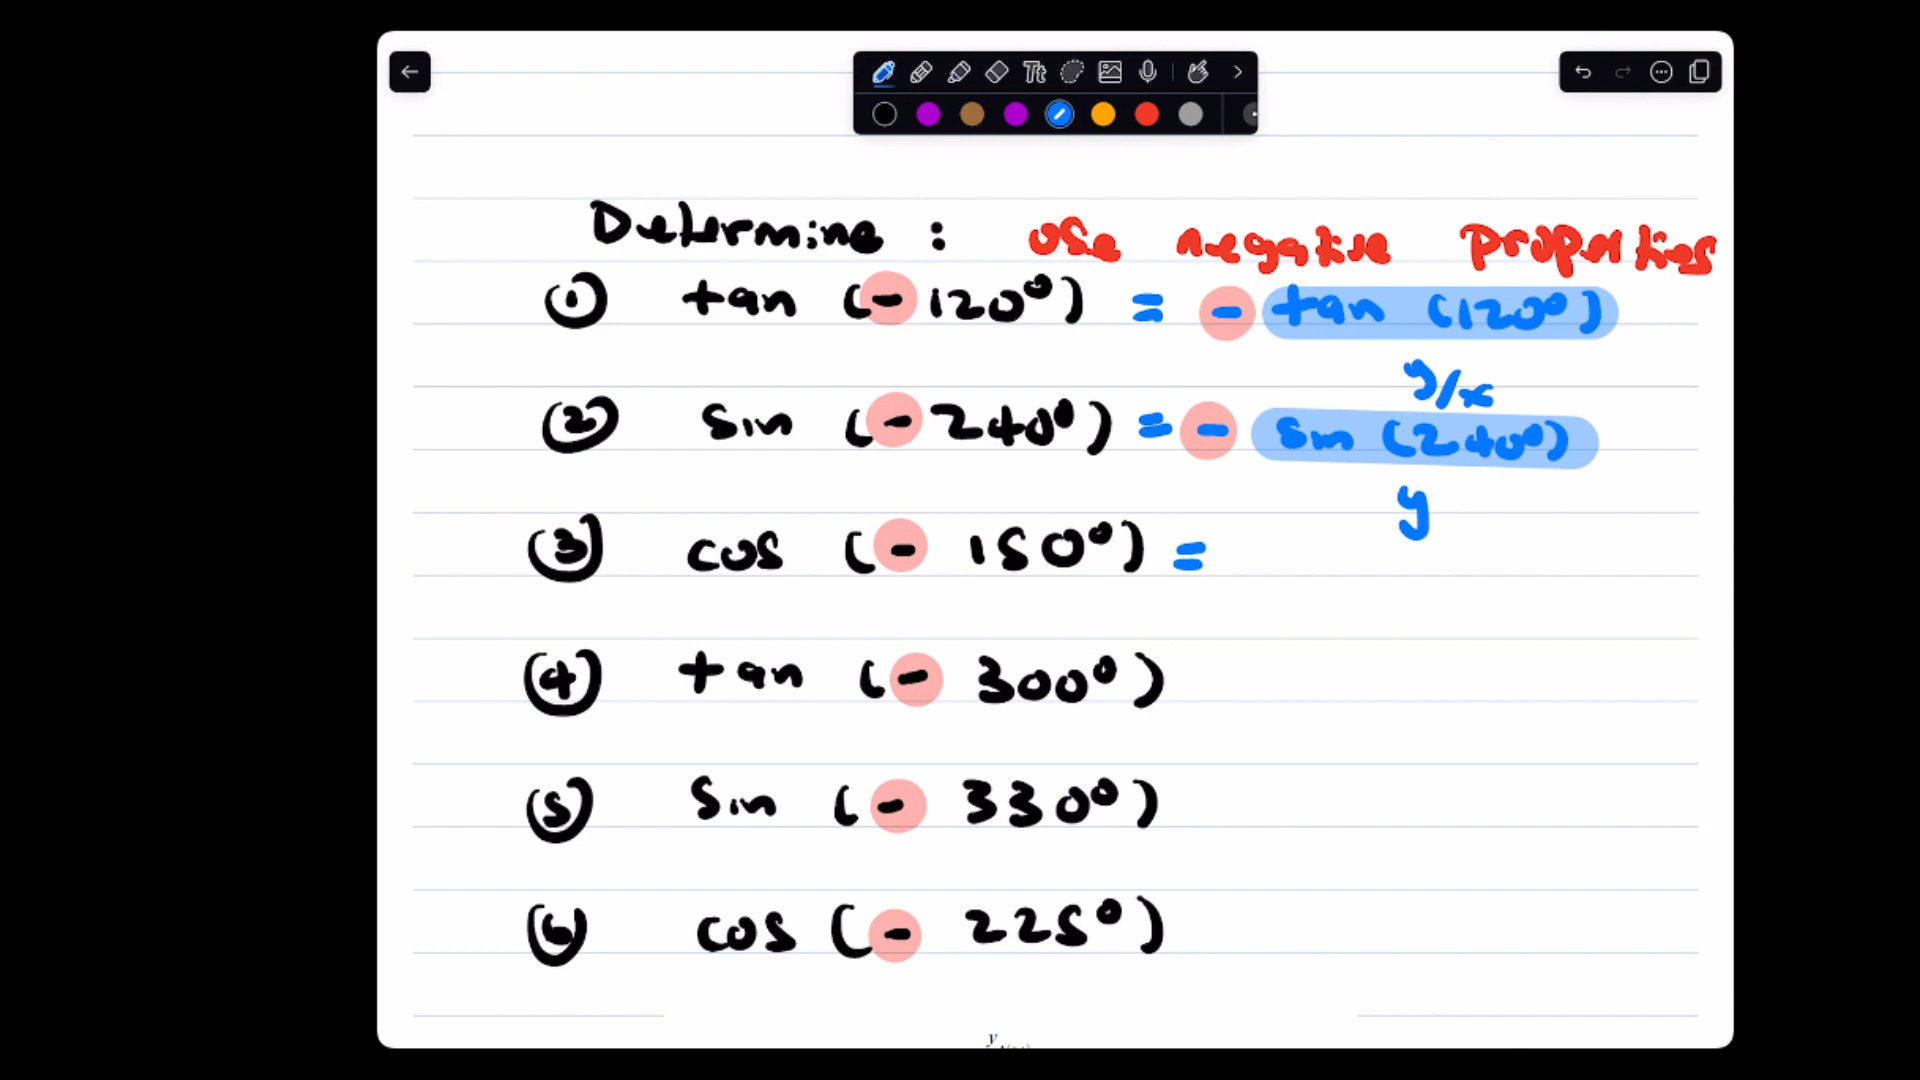 Tt
Determine : use negative properties
① tan (-120°) = - tan (120°)
y/x
② Sin (-240°) = - Sin (240°)
y
③ cos (- 150°) =
④ tan (- 300°)
⑤ Sin (- 330°)
⑥ cos (- 225°)
y